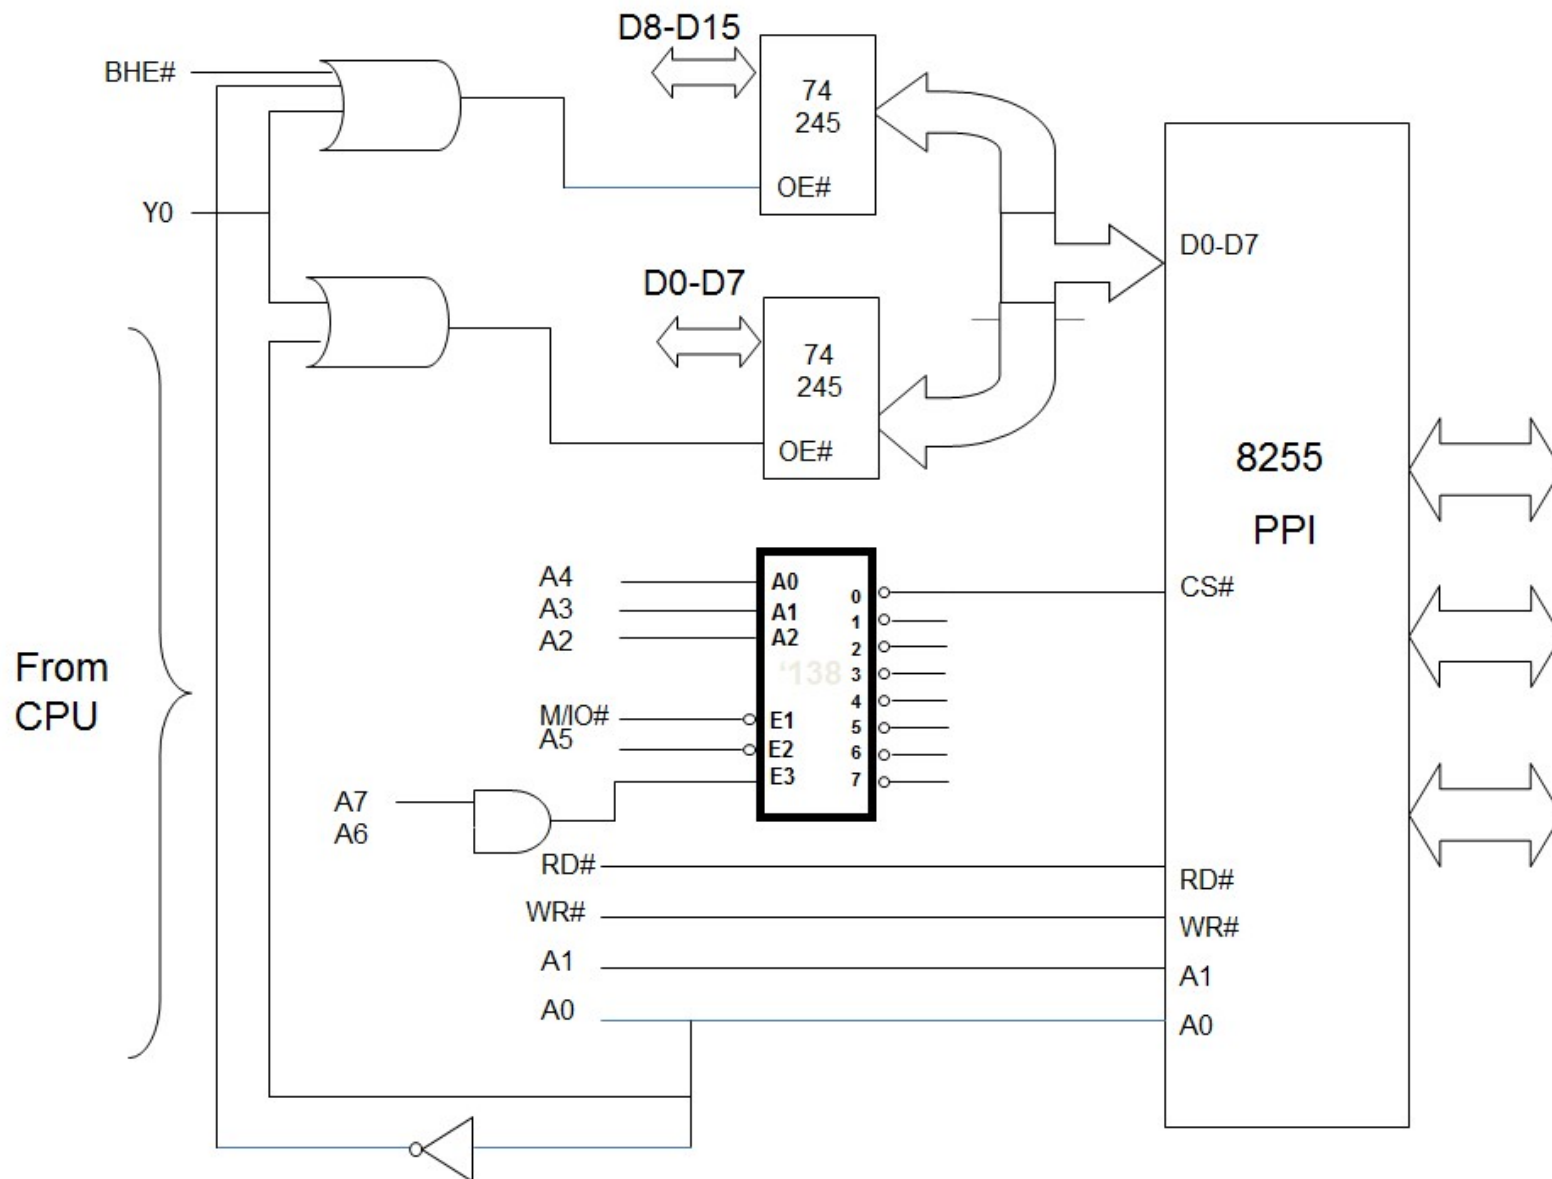 D8-D15
BHE#
74
245
OE#
Y0
D0-D7
D0-D7
74
245
OE#
8255
PPI
A4
A3
A2
A0
A1
A2
'138
0
1
2
3
4
5
6
7
CS#
From
CPU
M/IO#
A5
E1
E2
E3
A7
A6
RD#
RD#
WR#
WR#
A1
A1
A0
A0